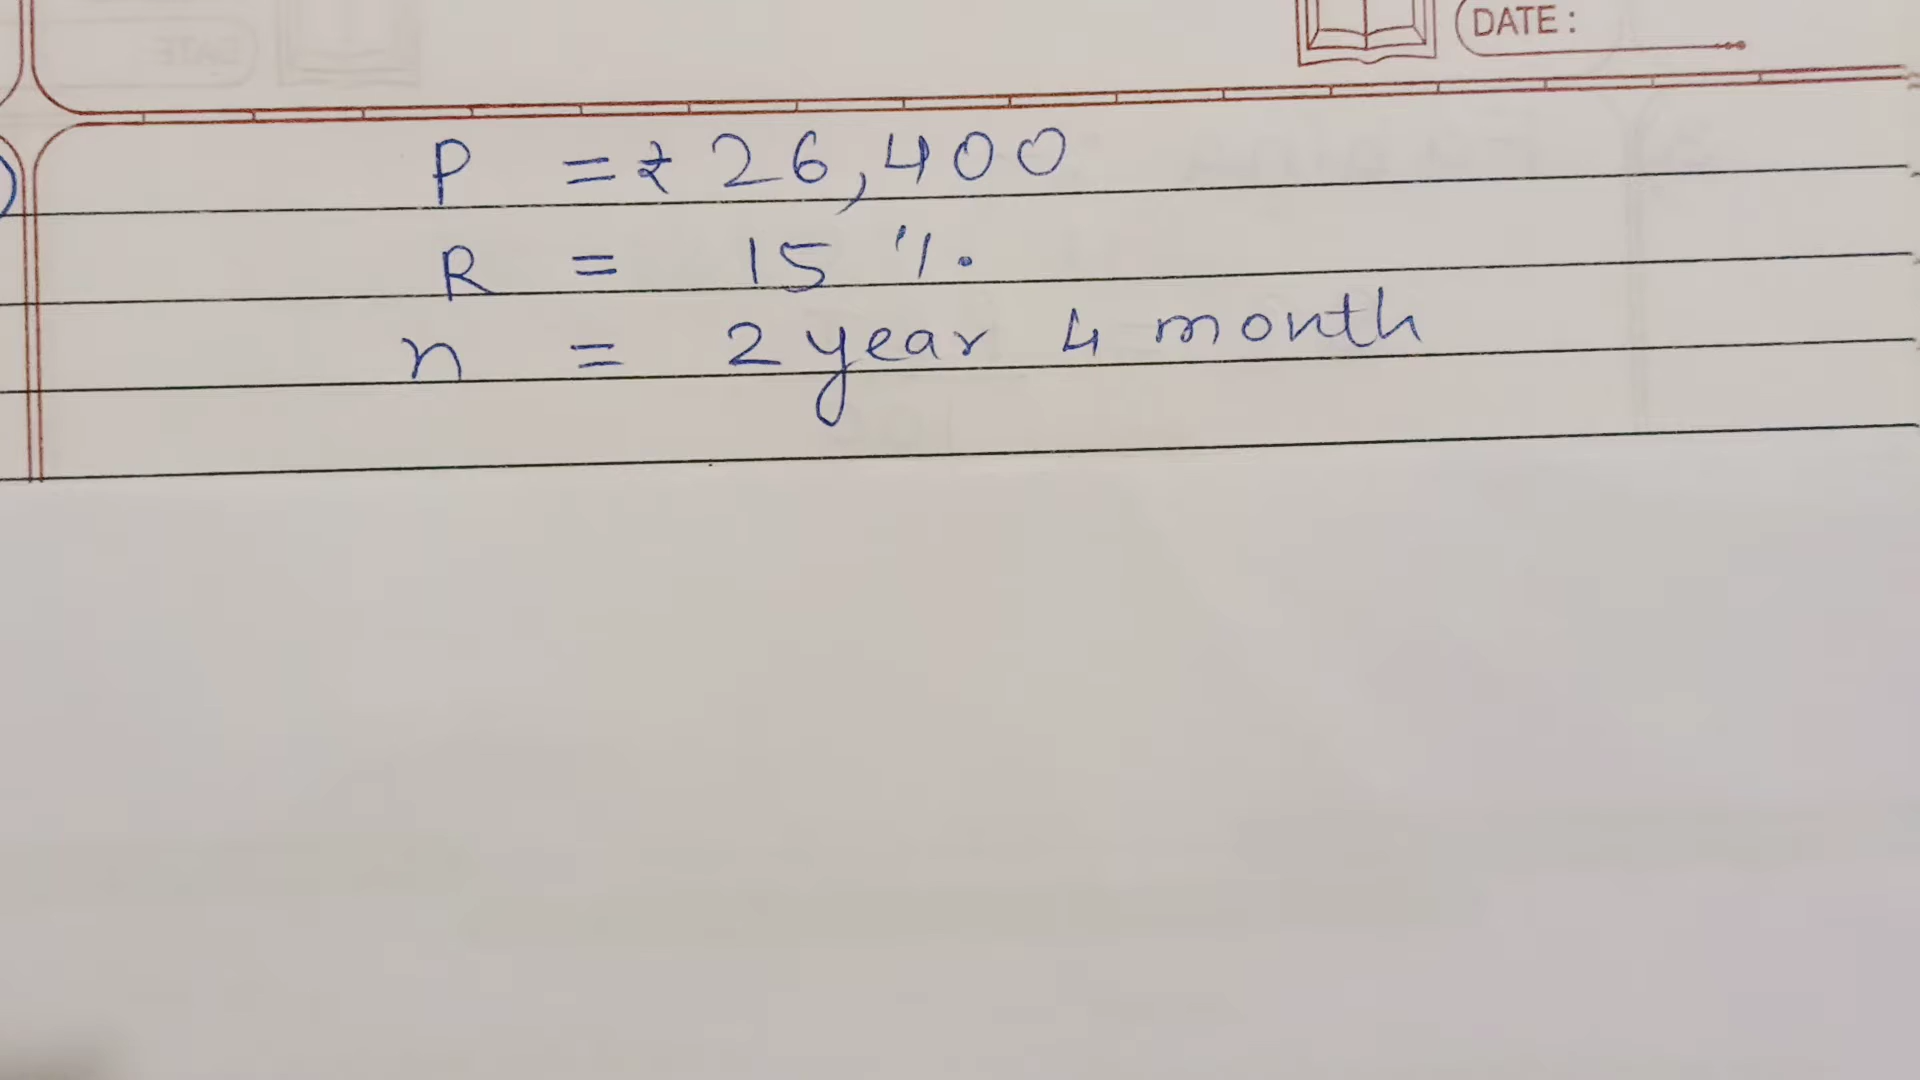 DATE :
P = ₹ 26,400
R = 15 %.
n = 2 year 4 month